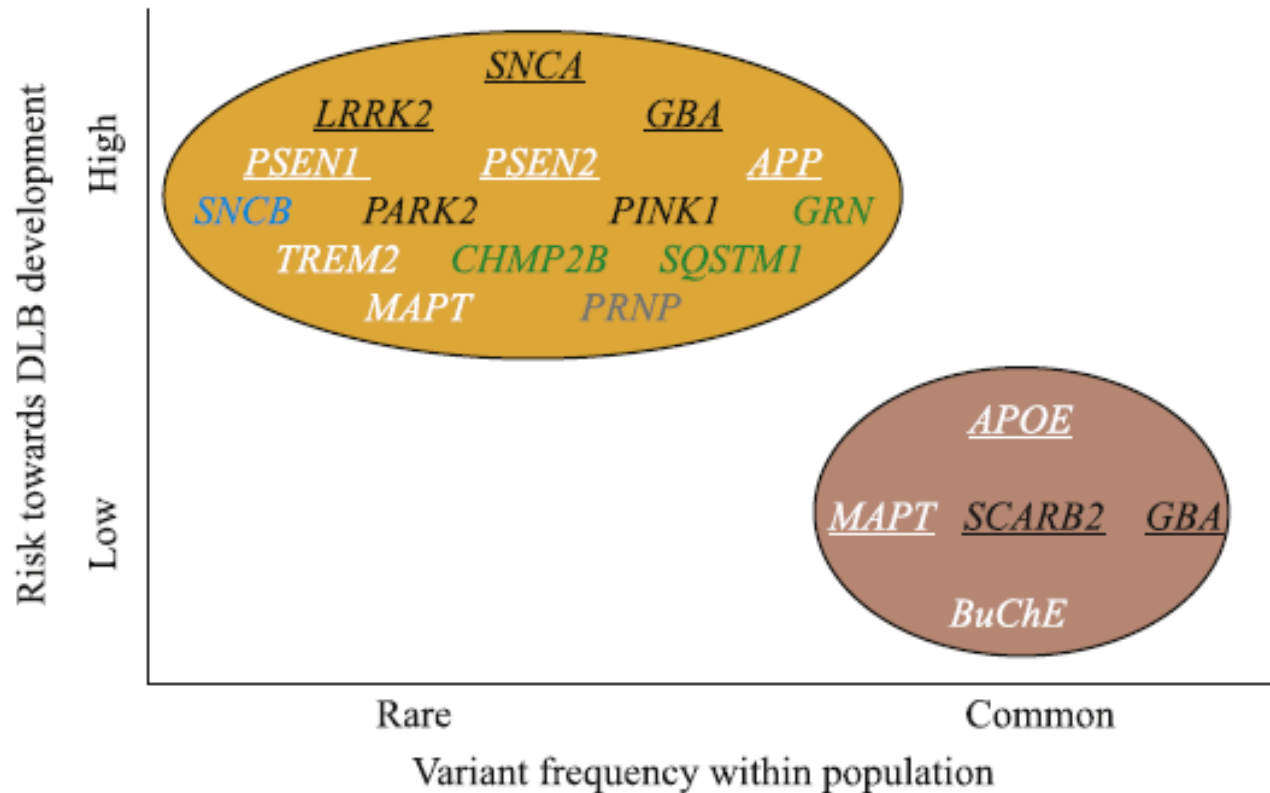 Risk towards DLB development
High
Low
SNCA
LRRK2 GBA
PSEN1 PSEN2 APP
SNCB PARK2 PINK1 GRN
TREM2 CHMP2B SQSTM1
MAPT PRNP
APOE
MAPT SCARB2 GBA
BuChE
Rare Common
Variant frequency within population